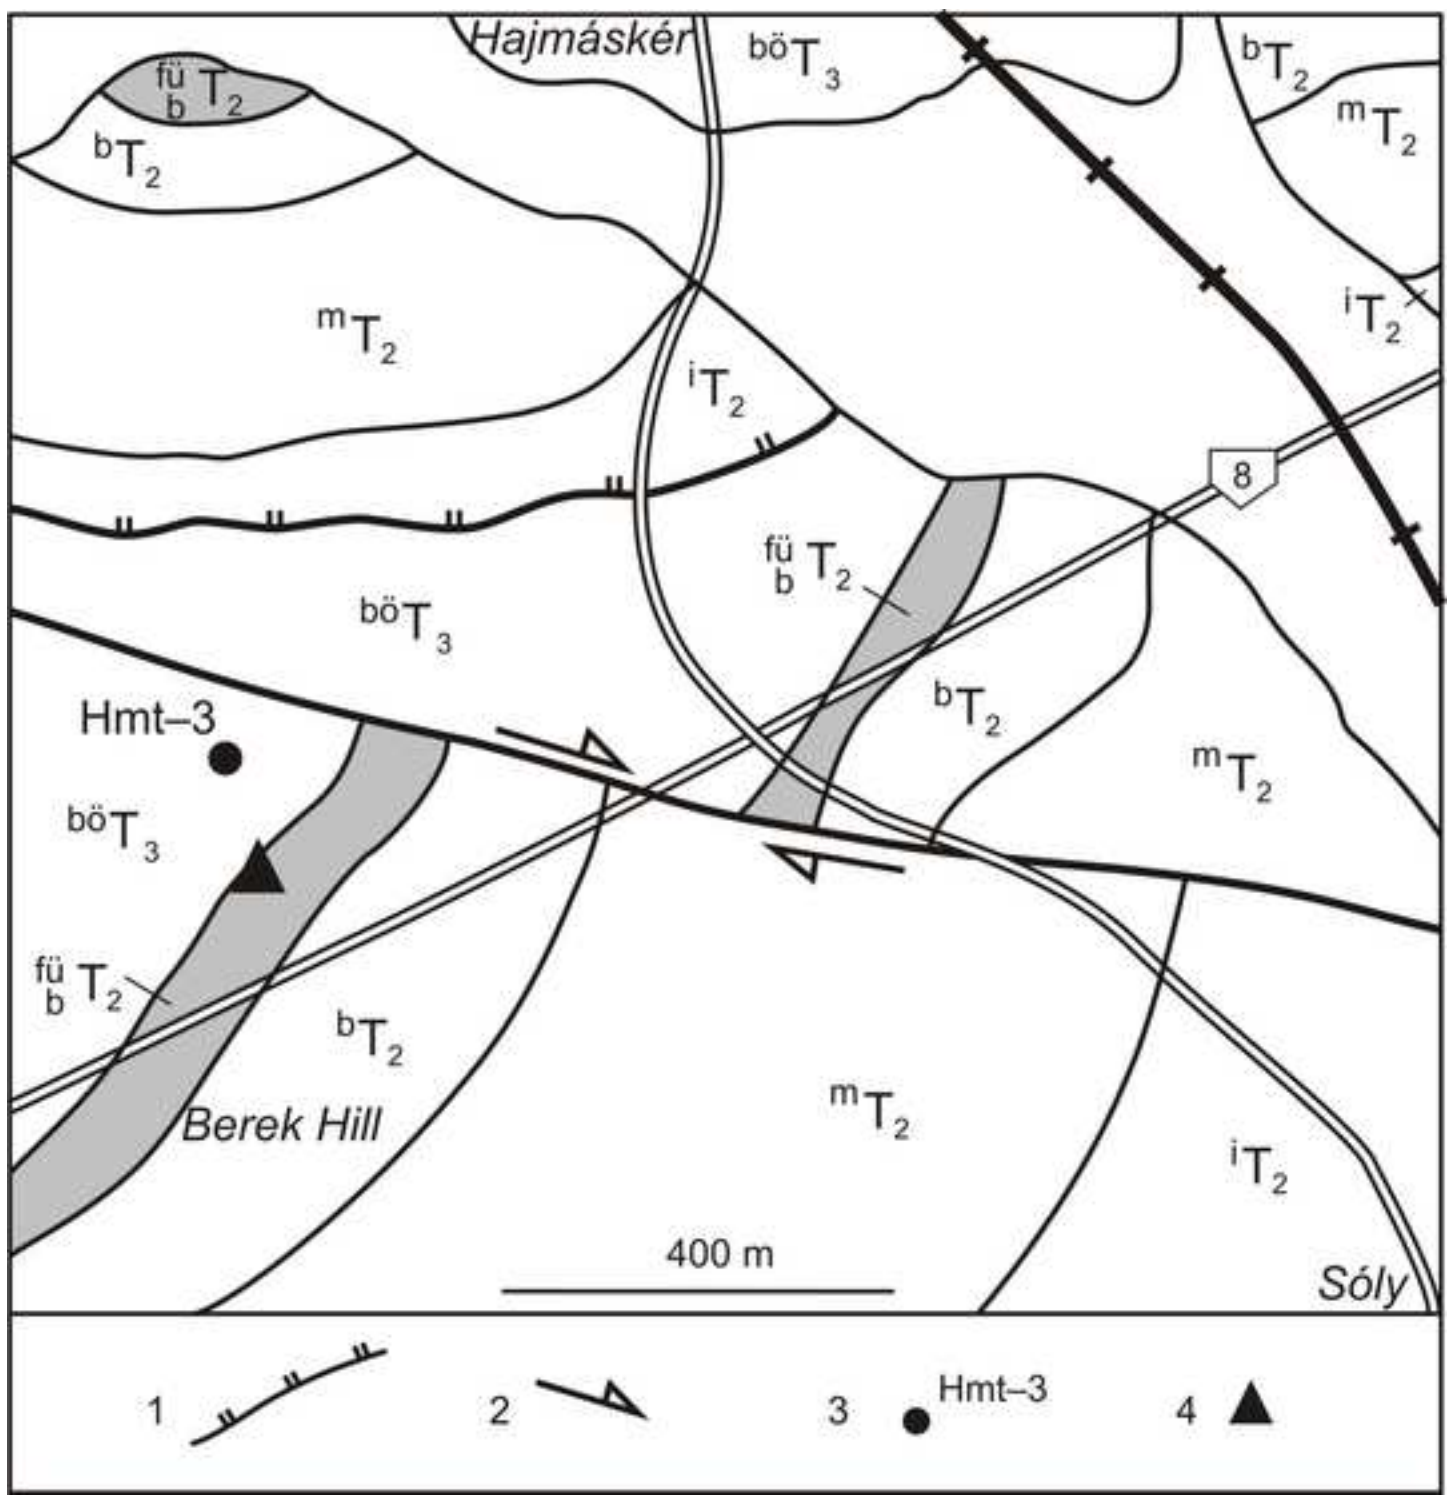 Hajmáskér
böT3
bT2
fü
b T2
mT2
bT2
mT2
iT2
iT2
8
fü
b T2
böT3
Hmt–3
bT2
mT2
böT3
fü
b T2
bT2
mT2
Berek Hill
iT2
400 m
Sóly
1
2
3
Hmt–3
4